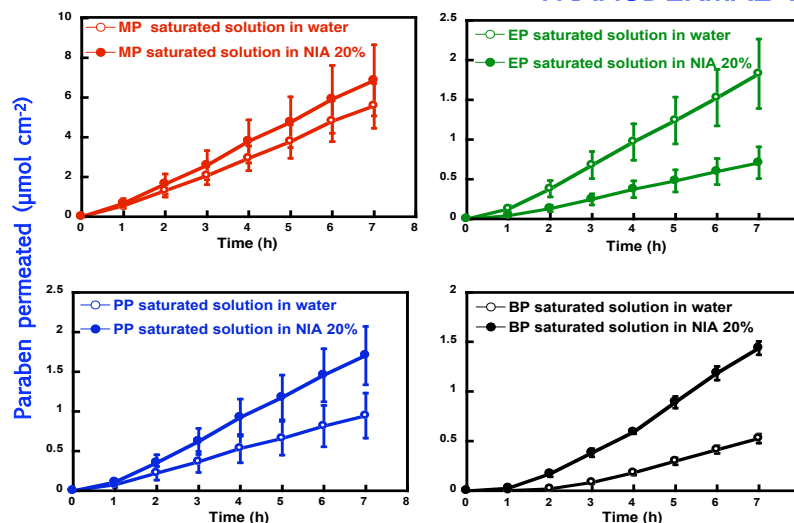 Paraben permeated (µmol cm-2)
MP saturated solution in water
MP saturated solution in NIA 20%
10
8
6
4
2
0
0 1 2 3 4 5 6 7 8
Time (h)
EP saturated solution in water
EP saturated solution in NIA 20%
2.5
2
1.5
1
0.5
0
0 1 2 3 4 5 6 7
Time (h)
PP saturated solution in water
PP saturated solution in NIA 20%
2.5
2
1.5
1
0.5
0
0 1 2 3 4 5 6 7 8
Time (h)
BP saturated solution in water
BP saturated solution in NIA 20%
2
1.5
1
0.5
0
0 1 2 3 4 5 6 7
Time (h)